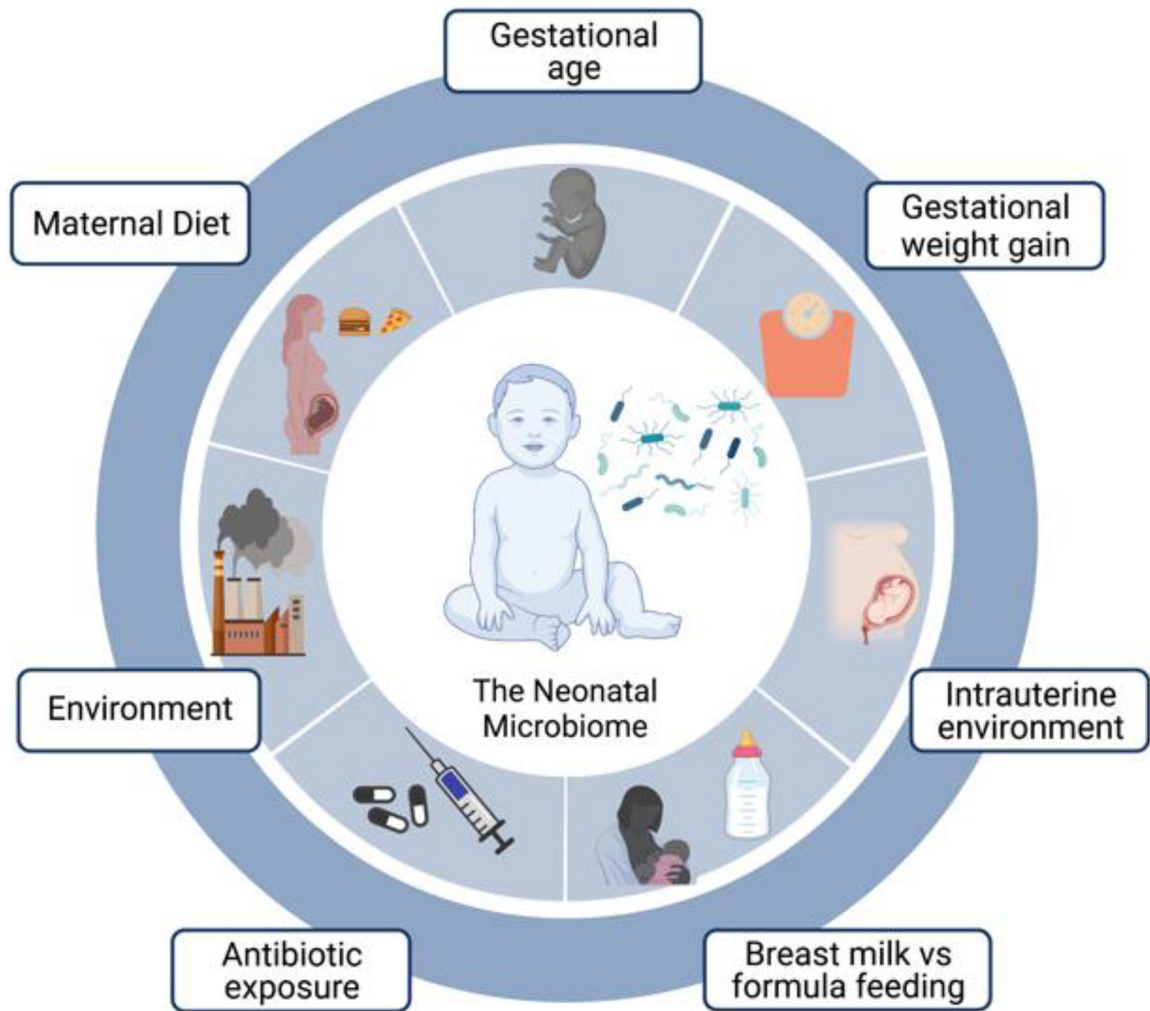 Gestational
age
Maternal Diet
Gestational
weight gain
The Neonatal
Microbiome
Environment
Intrauterine
environment
Antibiotic
exposure
Breast milk vs
formula feeding